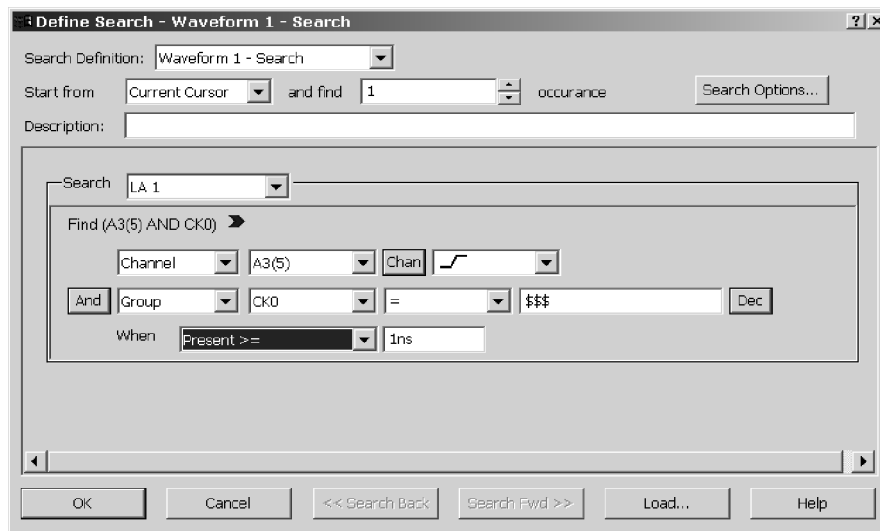 Define Search - Waveform 1 - Search
Search Definition: Waveform 1 - Search
Start from Current Cursor and find 1 occurance Search Options...
Description:
Search LA 1
Find (A3(5) AND CK0)
Channel A3(5) Chan
And Group CK0 = $$$ Dec
When Present >= 1ns
OK Cancel << Search Back Search Fwd >> Load... Help